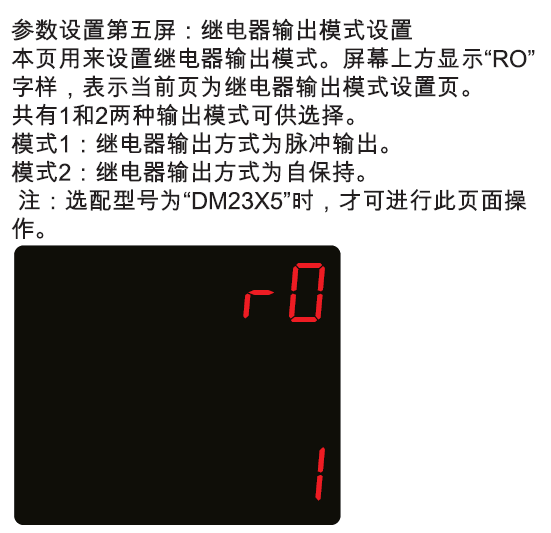 参数设置第五屏：继电器输出模式设置
本页用来设置继电器输出模式。屏幕上方显示“RO”
字样，表示当前页为继电器输出模式设置页。
共有1和2两种输出模式可供选择。
模式1：继电器输出方式为脉冲输出。
模式2：继电器输出方式为自保持。
注：选配型号为“DM23X5”时，才可进行此页面操
作。
r0
1